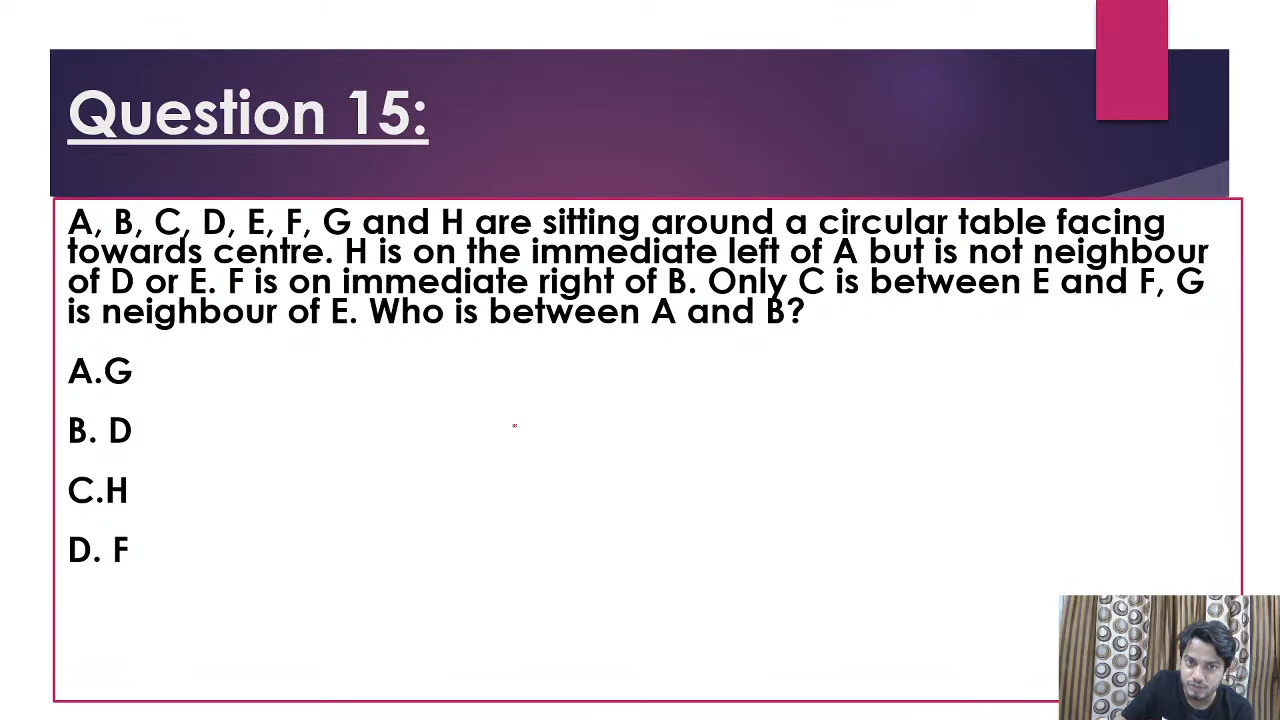 Question 15:
A, B, C, D, E, F, G and H are sitting around a circular table facing
towards centre. H is on the immediate left of A but is not neighbour
of D or E. F is on immediate right of B. Only C is between E and F, G
is neighbour of E. Who is between A and B?
A.G
B. D
C.H
D. F